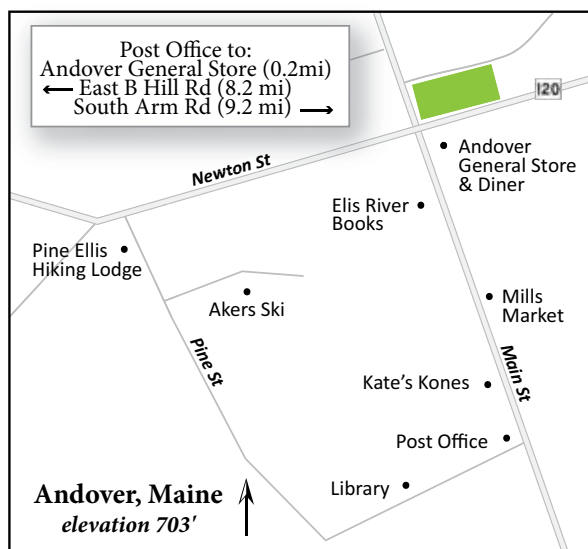 Post Office to:
Andover General Store (0.2mi)
← East B Hill Rd (8.2 mi)
South Arm Rd (9.2 mi) →
120
Newton St
Andover
General Store
& Diner
Elis River
Books
Pine Ellis
Hiking Lodge
Akers Ski
Mills
Market
Pine St
Main St
Kate's Kones
Post Office
Library
Andover, Maine
elevation 703'